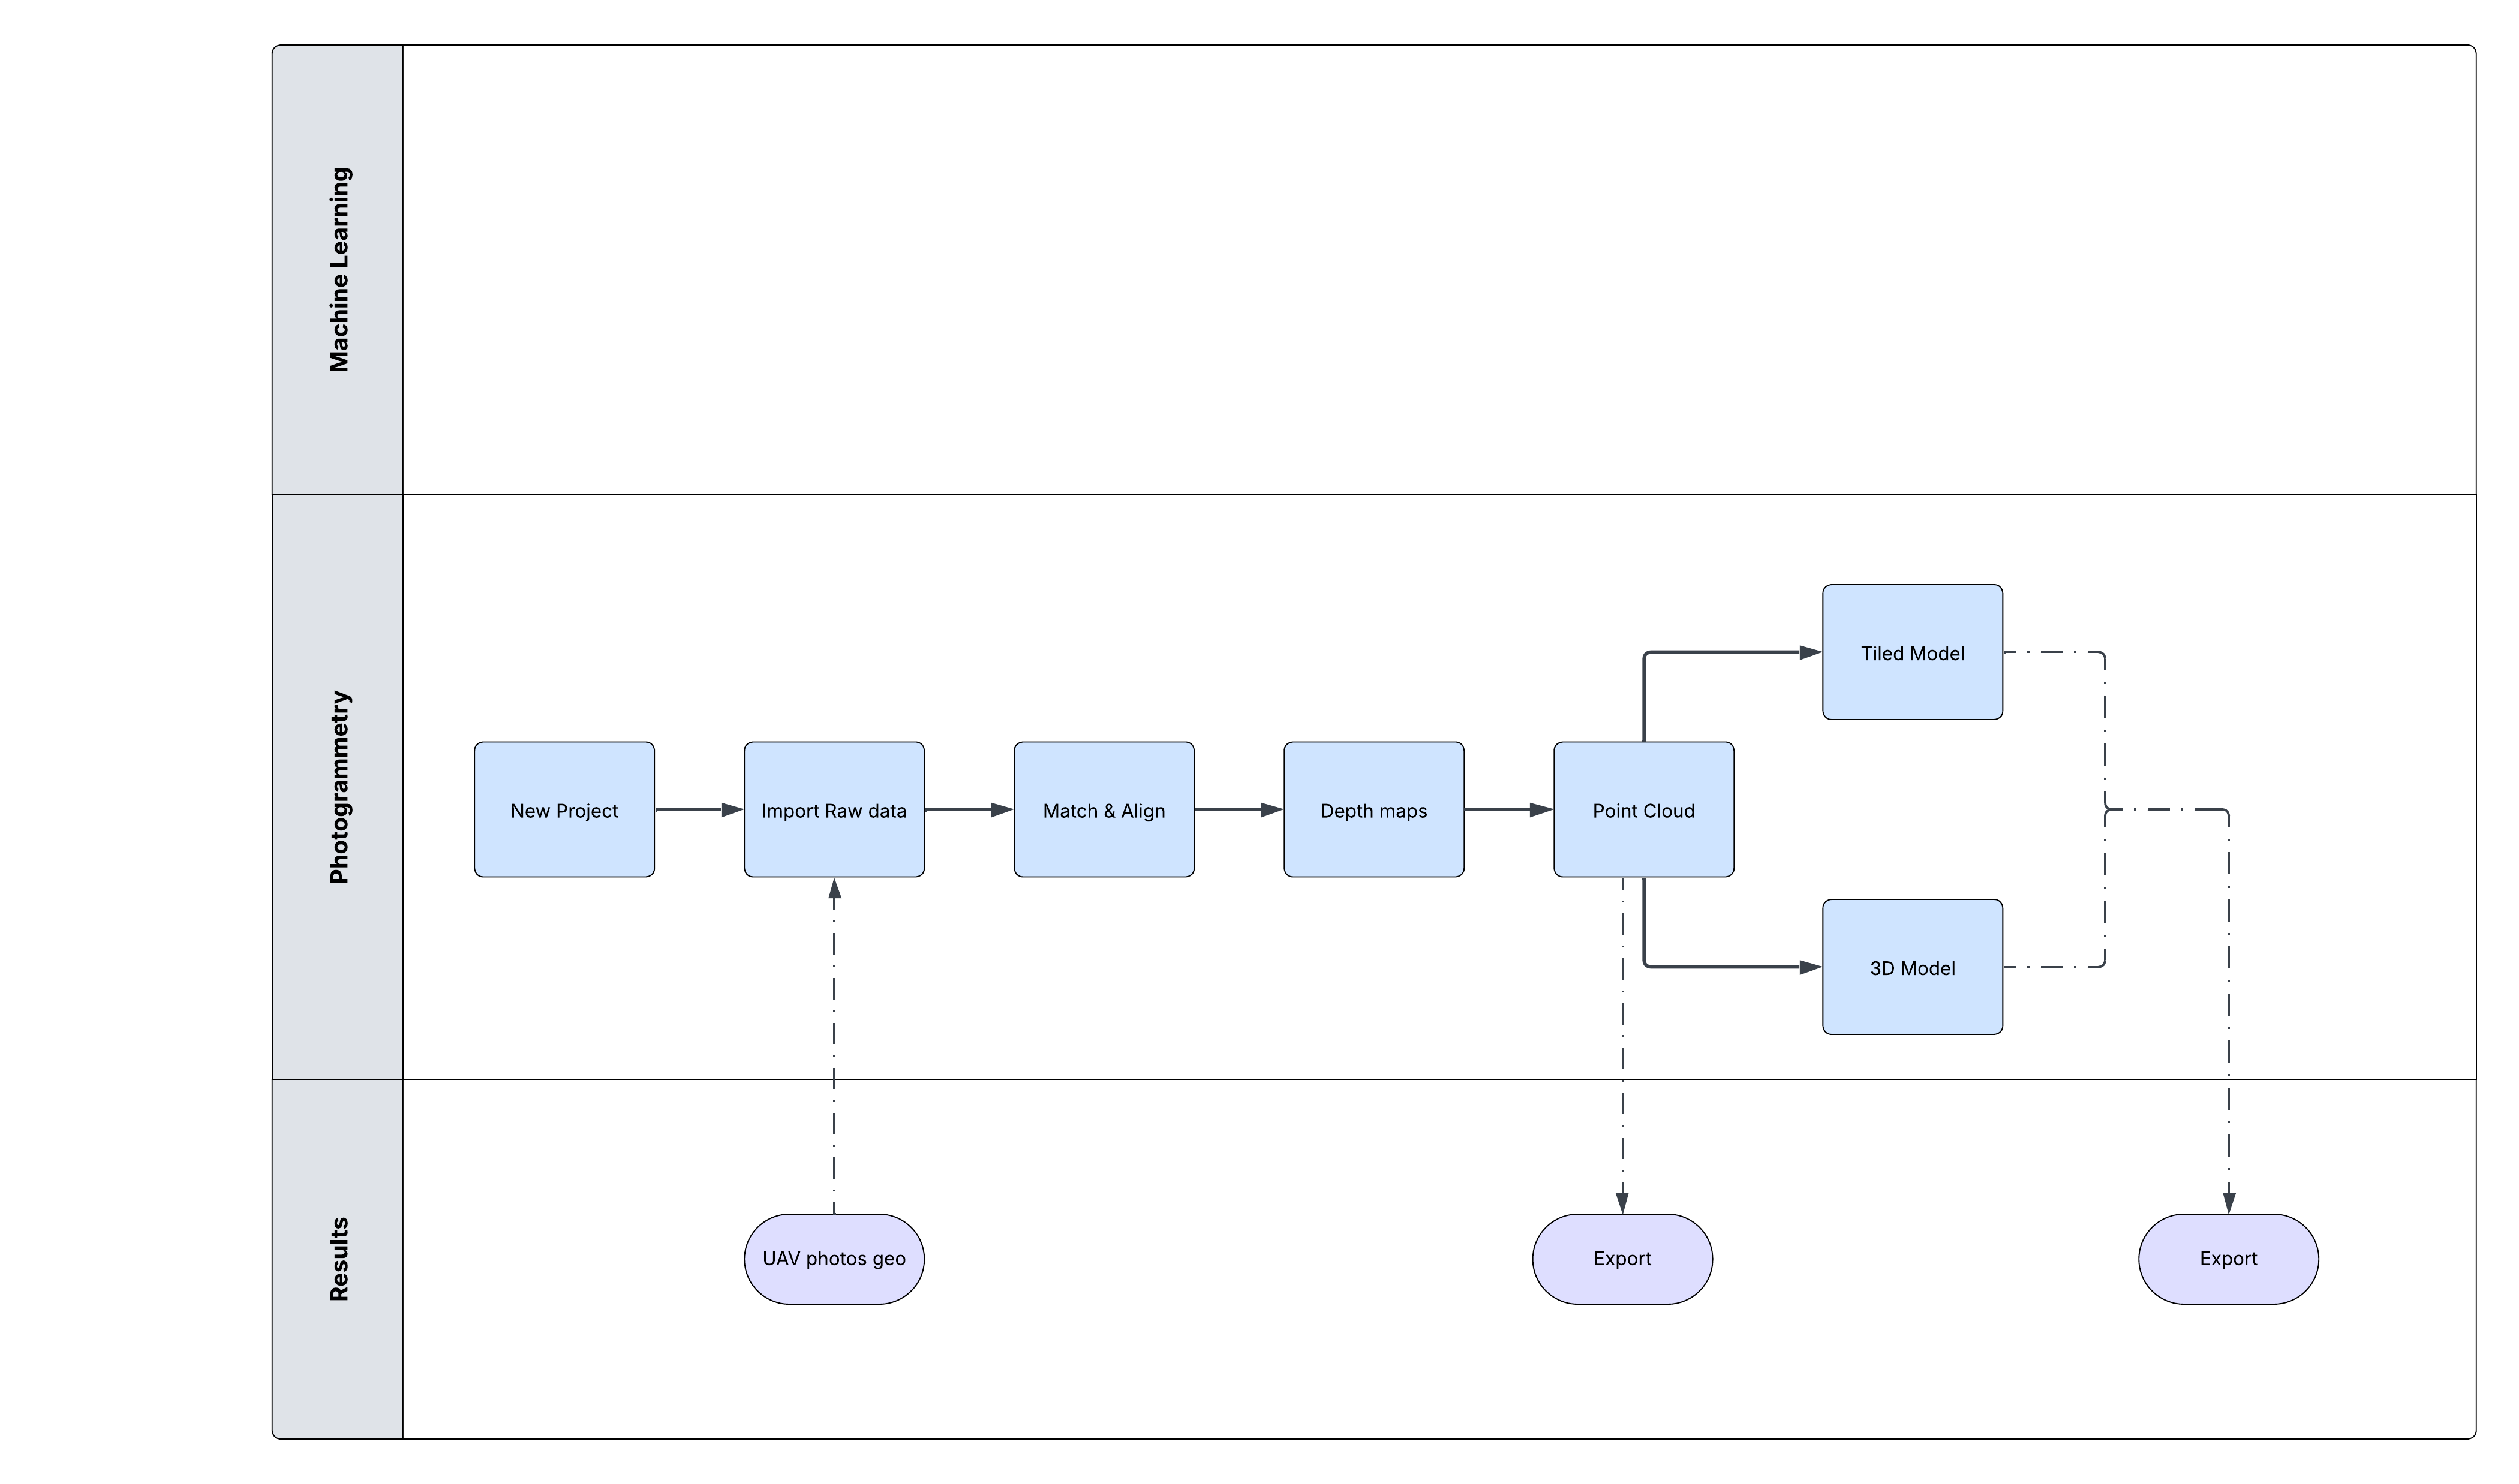 Machine Learning
Photogrammetry
Tiled Model
New Project
Import Raw data
Match & Align
Depth maps
Point Cloud
3D Model
Results
UAV photos geo
Export
Export